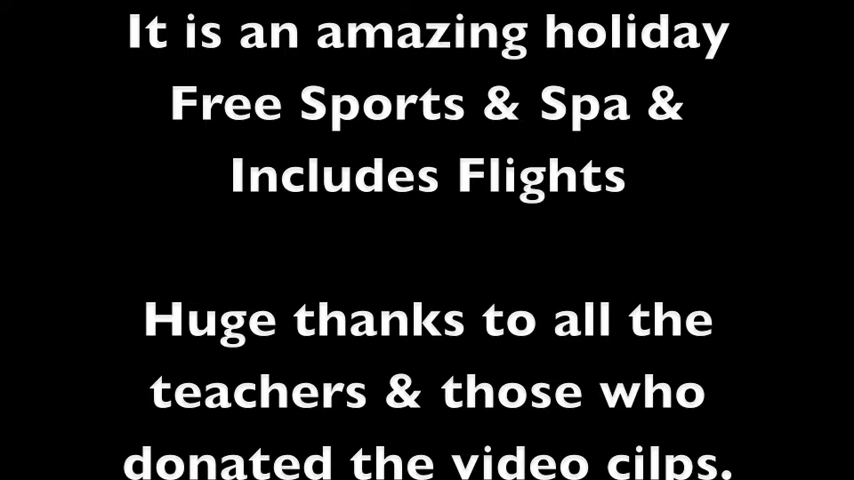 It is an amazing holiday
Free Sports & Spa &
Includes Flights
Huge thanks to all the
teachers & those who
donated the video cilps.